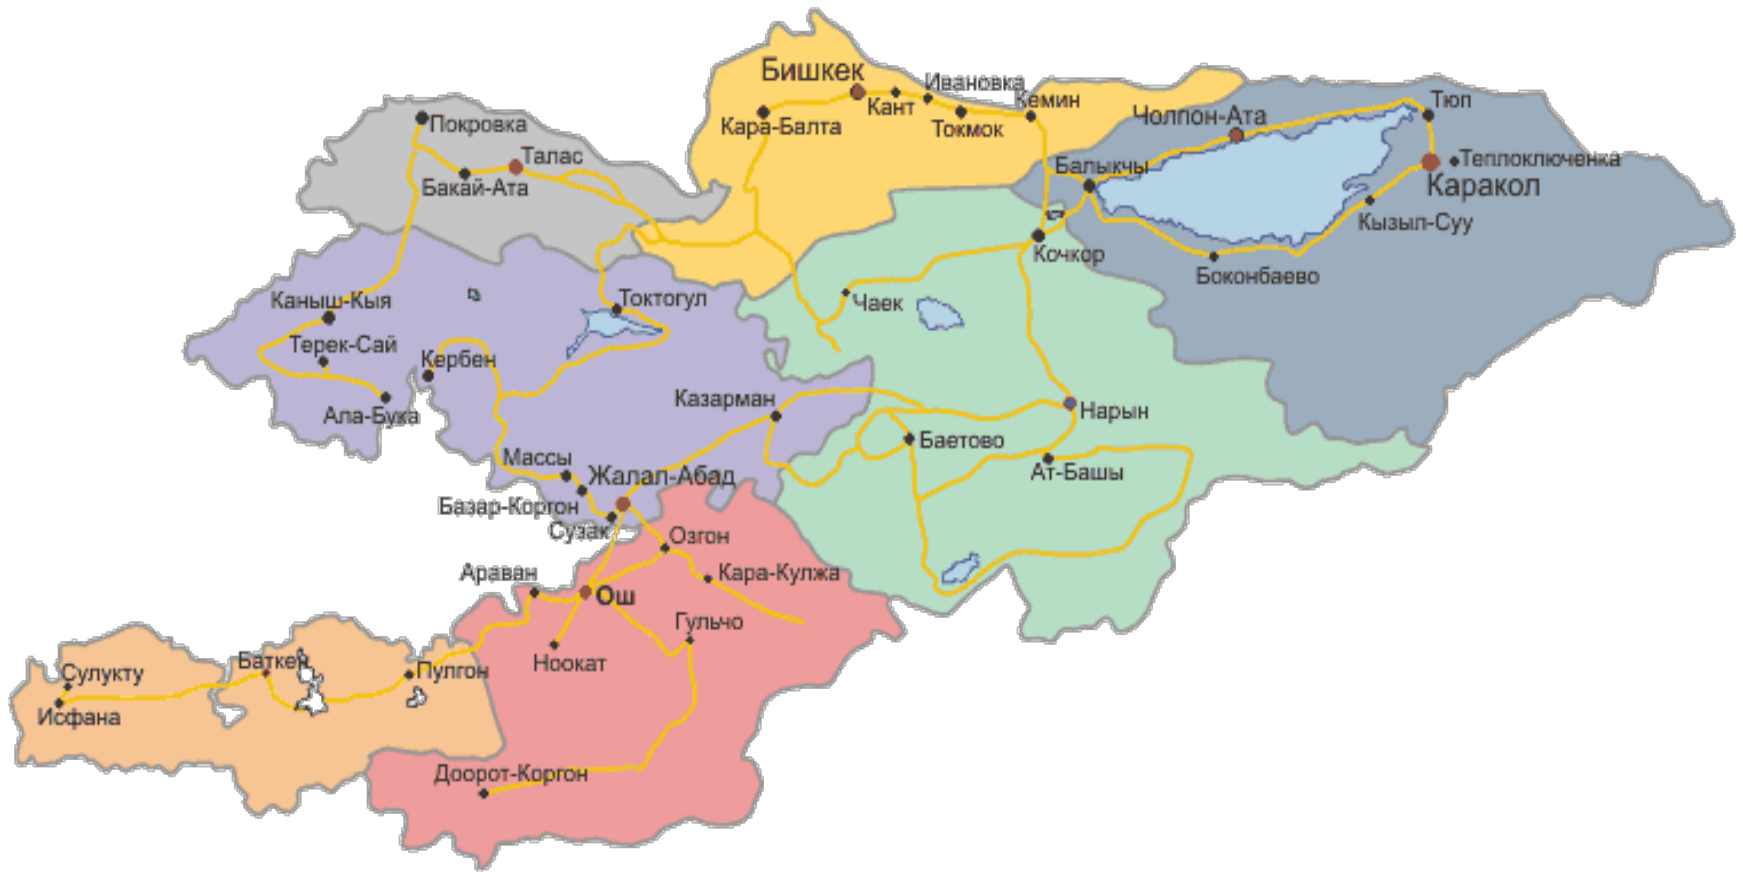 Бишкек
Ивановка
Кант
Кемин
Кара-Балта
Токмок
Чолпон-Ата
Тюп
Покровка
Талас
Бакай-Ата
Балыкчы
Теплоключенка
Каракол
Кызыл-Суу
Кочкор
Боконбаево
Каныш-Кыя
Токтогул
Чаек
Терек-Сай
Кербен
Ала-Бука
Казарман
Нарын
Баетово
Массы
Жалал-Абад
Ат-Башы
Базар-Коргон
Сузак
Озгон
Араван
Кара-Кулжа
Ош
Гульчо
Ноокат
Баткен
Пулгон
Сулукту
Исфана
Доорот-Коргон